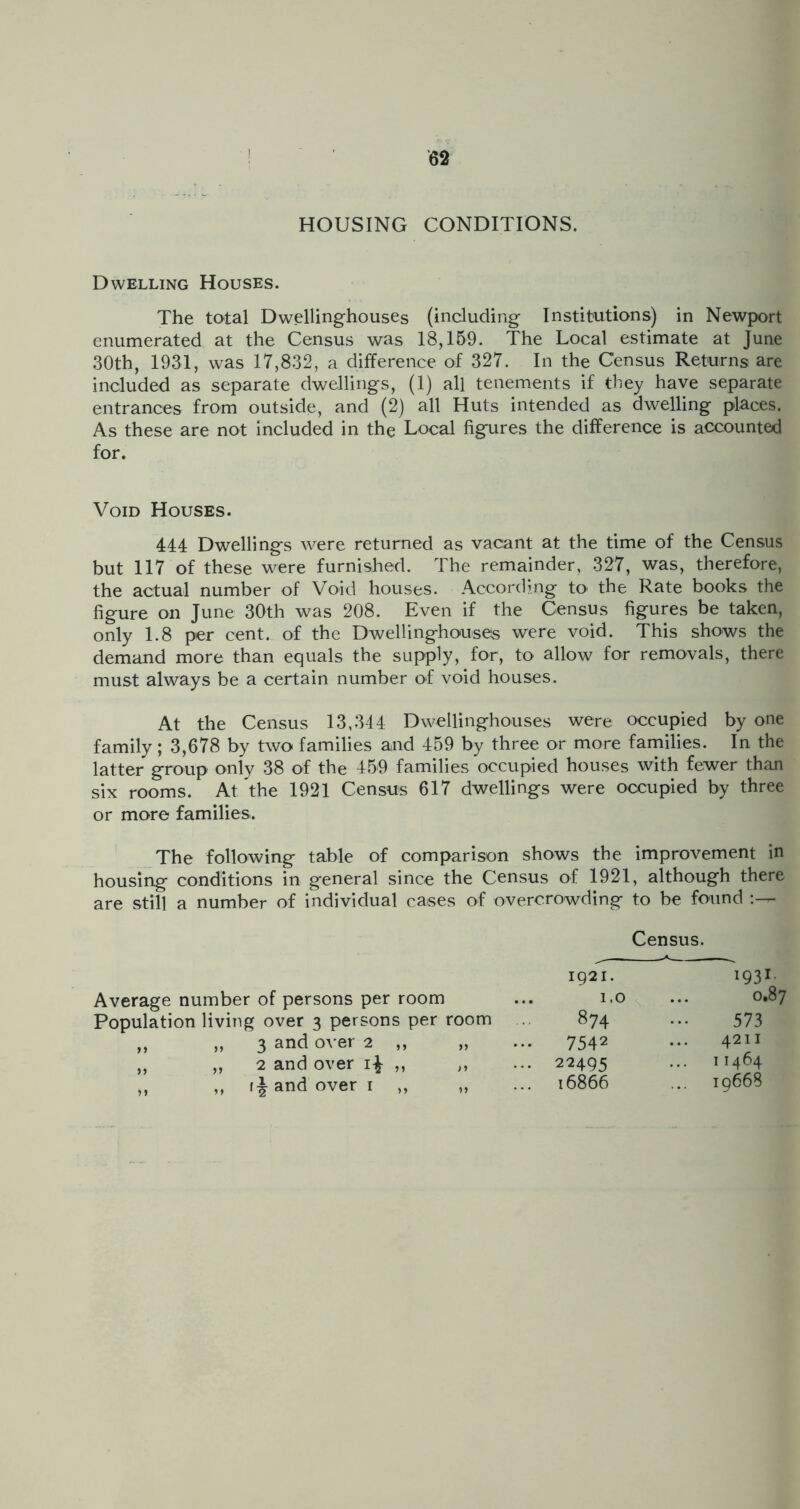 62
HOUSING CONDITIONS.
Dwelling Houses.
The total Dwellinghouses (including Institutions) in Newport
enumerated at the Census was 18,159. The Local estimate at June
30th, 1931, was 17,832, a difference of 327. In the Census Returns are
included as separate dwellings, (1) all tenements if they have separate
entrances from outside, and (2) all Huts intended as dwelling places.
As these are not included in the Local figures the difference is accounted
for.
Void Houses.
444 Dwellings were returned as vacant at the time of the Census
but 117 of these were furnished. The remainder, 327, was, therefore,
the actual number of Void houses. According to the Rate books the
figure on June 30th was 208. Even if the Census figures be taken,
only 1.8 per cent. of the Dwellinghouses were void. This shows the
demand more than equals the supply, for, to allow for removals, there
must always be a certain number of void houses.
At the Census 13,344 Dwellinghouses were occupied by one
family; 3,678 by two families and 459 by three or more families. In the
latter group only 38 of the 459 families occupied houses with fewer than
six rooms. At the 1921 Census 617 dwellings were occupied by three
or more families.
The following table of comparison shows the improvement in
housing conditions in general since the Census of 1921, although there
are still a number of individual cases of overcrowding to be found :—
Census.
1921. 1931.
Average number of persons per room ... 1.0 ... 0.87
Population living over 3 persons per room ... 874 ... 573
,, ,, 3 and over 2 ,, ,, ... 7542 ... 4211
,, ,, 2 and over 1½ ,, ,, ... 22495 ... 11464
,, ,, 1½ and over 1 ,, ,, ... 16866 ... 19668